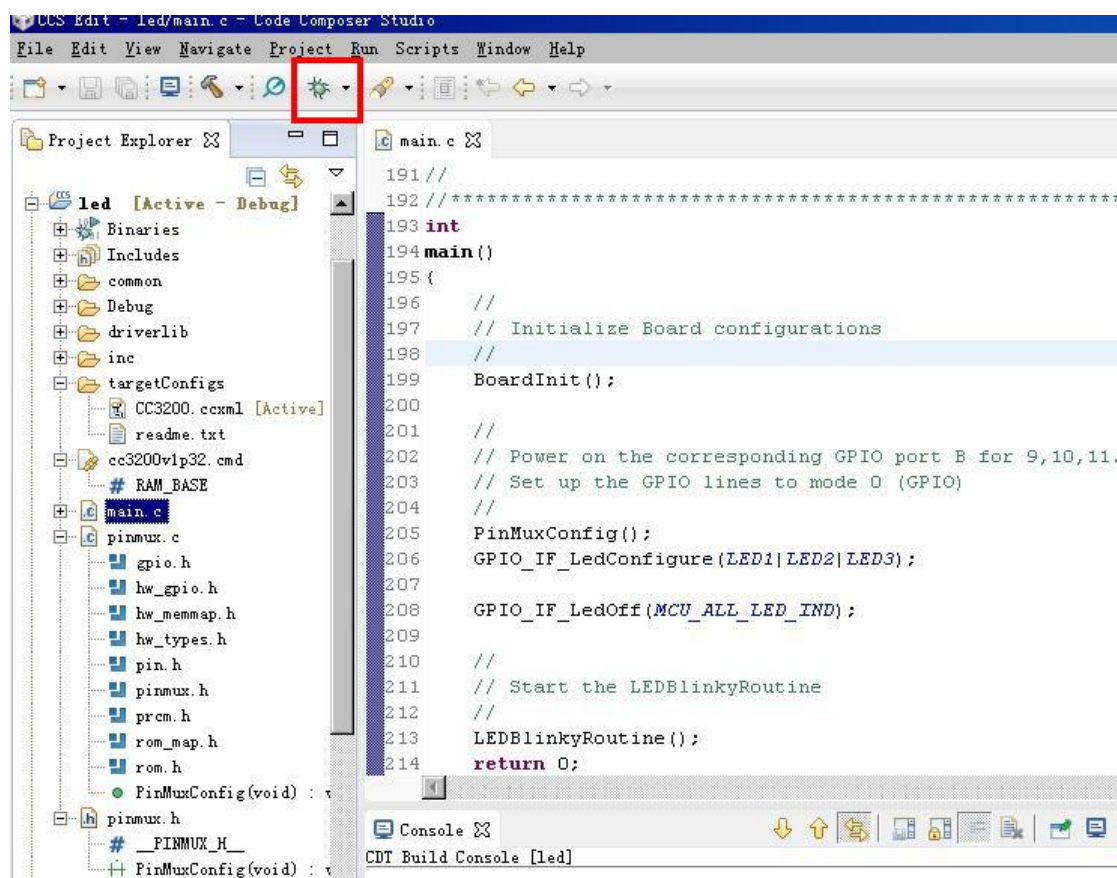 CCS Edit - led/main.c - Code Composer Studio
File Edit View Navigate Project Run Scripts Window Help
Project Explorer
led [Active - Debug]
Binaries
Includes
common
Debug
driverlib
inc
targetConfigs
CC3200.ccxml [Active]
readme.txt
cc3200v1p32.cmd
# RAM_BASE
main.c
pinmux.c
gpio.h
hw_gpio.h
hw_memmap.h
hw_types.h
pin.h
pinmux.h
prcm.h
rom_map.h
rom.h
PinMuxConfig(void) : v
pinmux.h
# __PINMUX_H__
PinMuxConfig(void) : v
main.c
191 //
192 //*******************************************************
193 int
194 main()
195 {
196 //
197 // Initialize Board configurations
198 //
199 BoardInit();
200
201 //
202 // Power on the corresponding GPIO port B for 9,10,11.
203 // Set up the GPIO lines to mode 0 (GPIO)
204 //
205 PinMuxConfig();
206 GPIO_IF_LedConfigure(LED1|LED2|LED3);
207
208 GPIO_IF_LedOff(MCU_ALL_LED_IND);
209
210 //
211 // Start the LEDBlinkyRoutine
212 //
213 LEDBlinkyRoutine();
214 return 0;
Console
CDT Build Console [led]